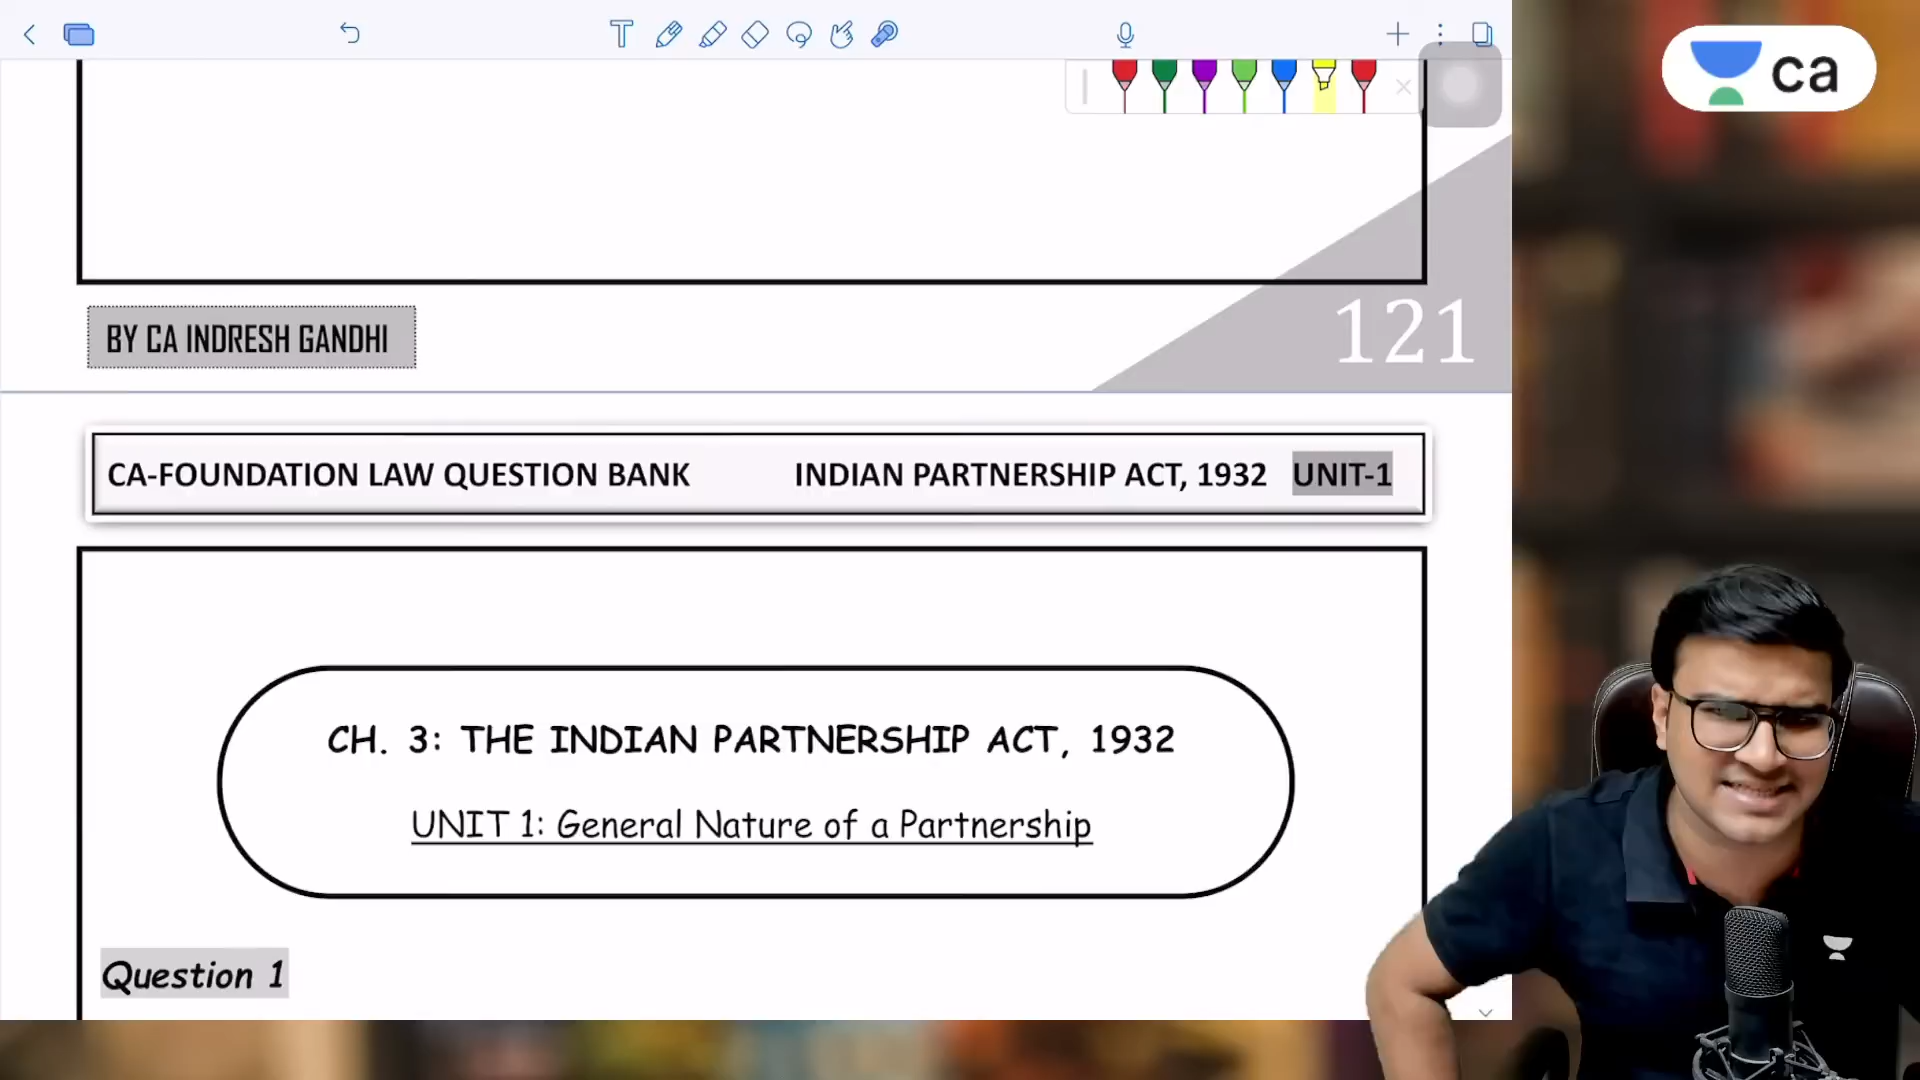 ca
BY CA INDRESH GANDHI
121
CA-FOUNDATION LAW QUESTION BANK INDIAN PARTNERSHIP ACT, 1932 UNIT-1
CH. 3: THE INDIAN PARTNERSHIP ACT, 1932
UNIT 1: General Nature of a Partnership
Question 1